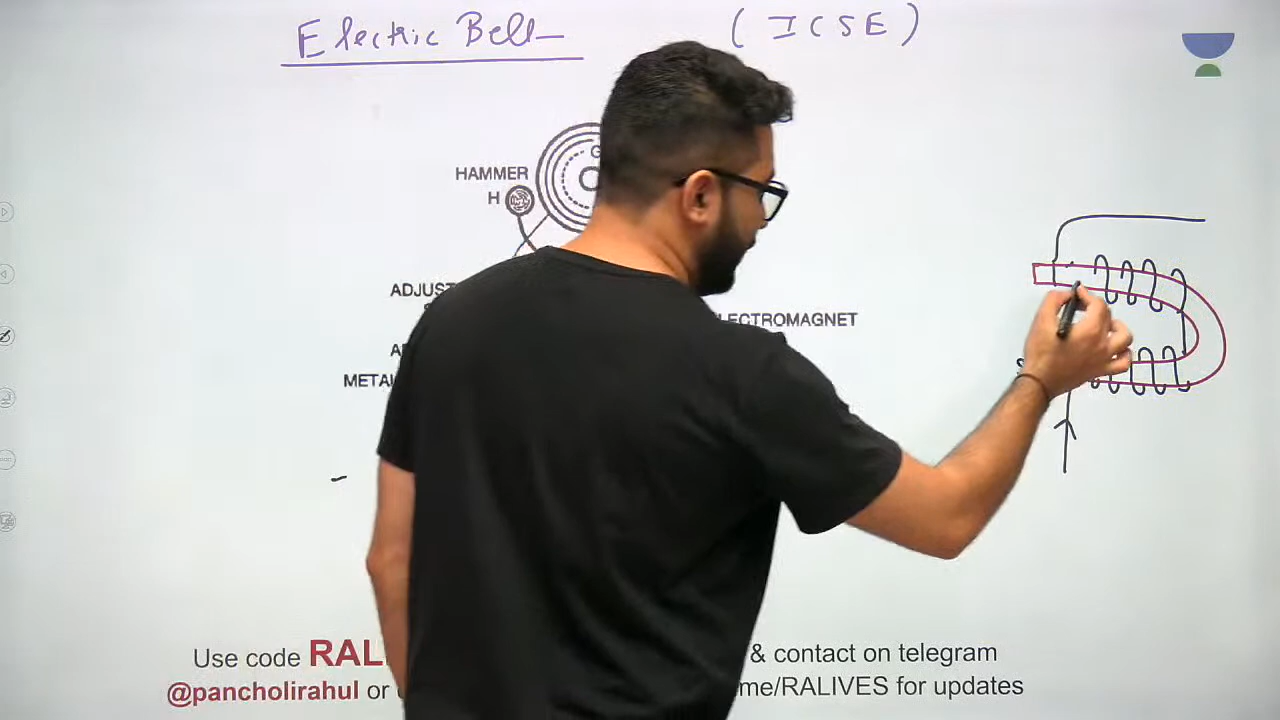 Electric Bell (ICSE)
G
HAMMER
H
ADJUST
ELECTROMAGNET
METAL
Use code RAL & contact on telegram
@pancholirahul or me/RALIVES for updates